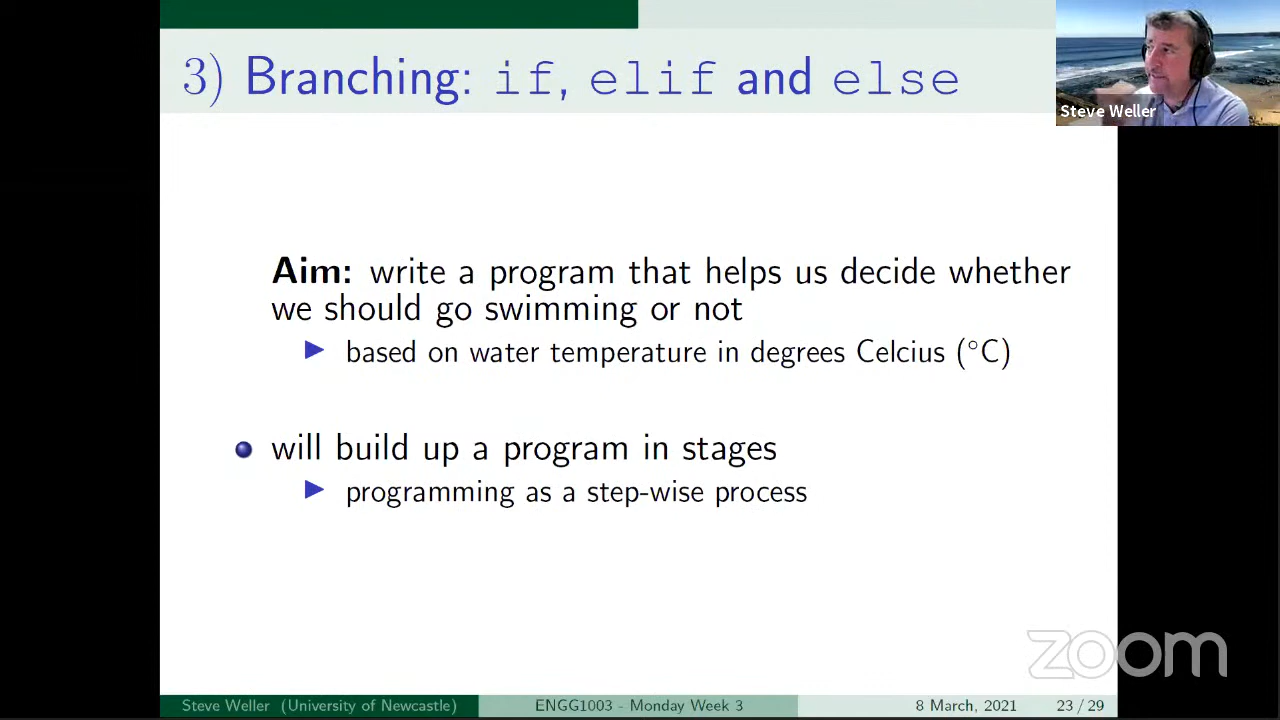 3) Branching: if, elif and else
Steve Weller
Aim: write a program that helps us decide whether
we should go swimming or not
based on water temperature in degrees Celcius (°C)
will build up a program in stages
programming as a step-wise process
zoom
Steve Weller (University of Newcastle) ENGG1003 - Monday Week 3 8 March, 2021 23 / 29